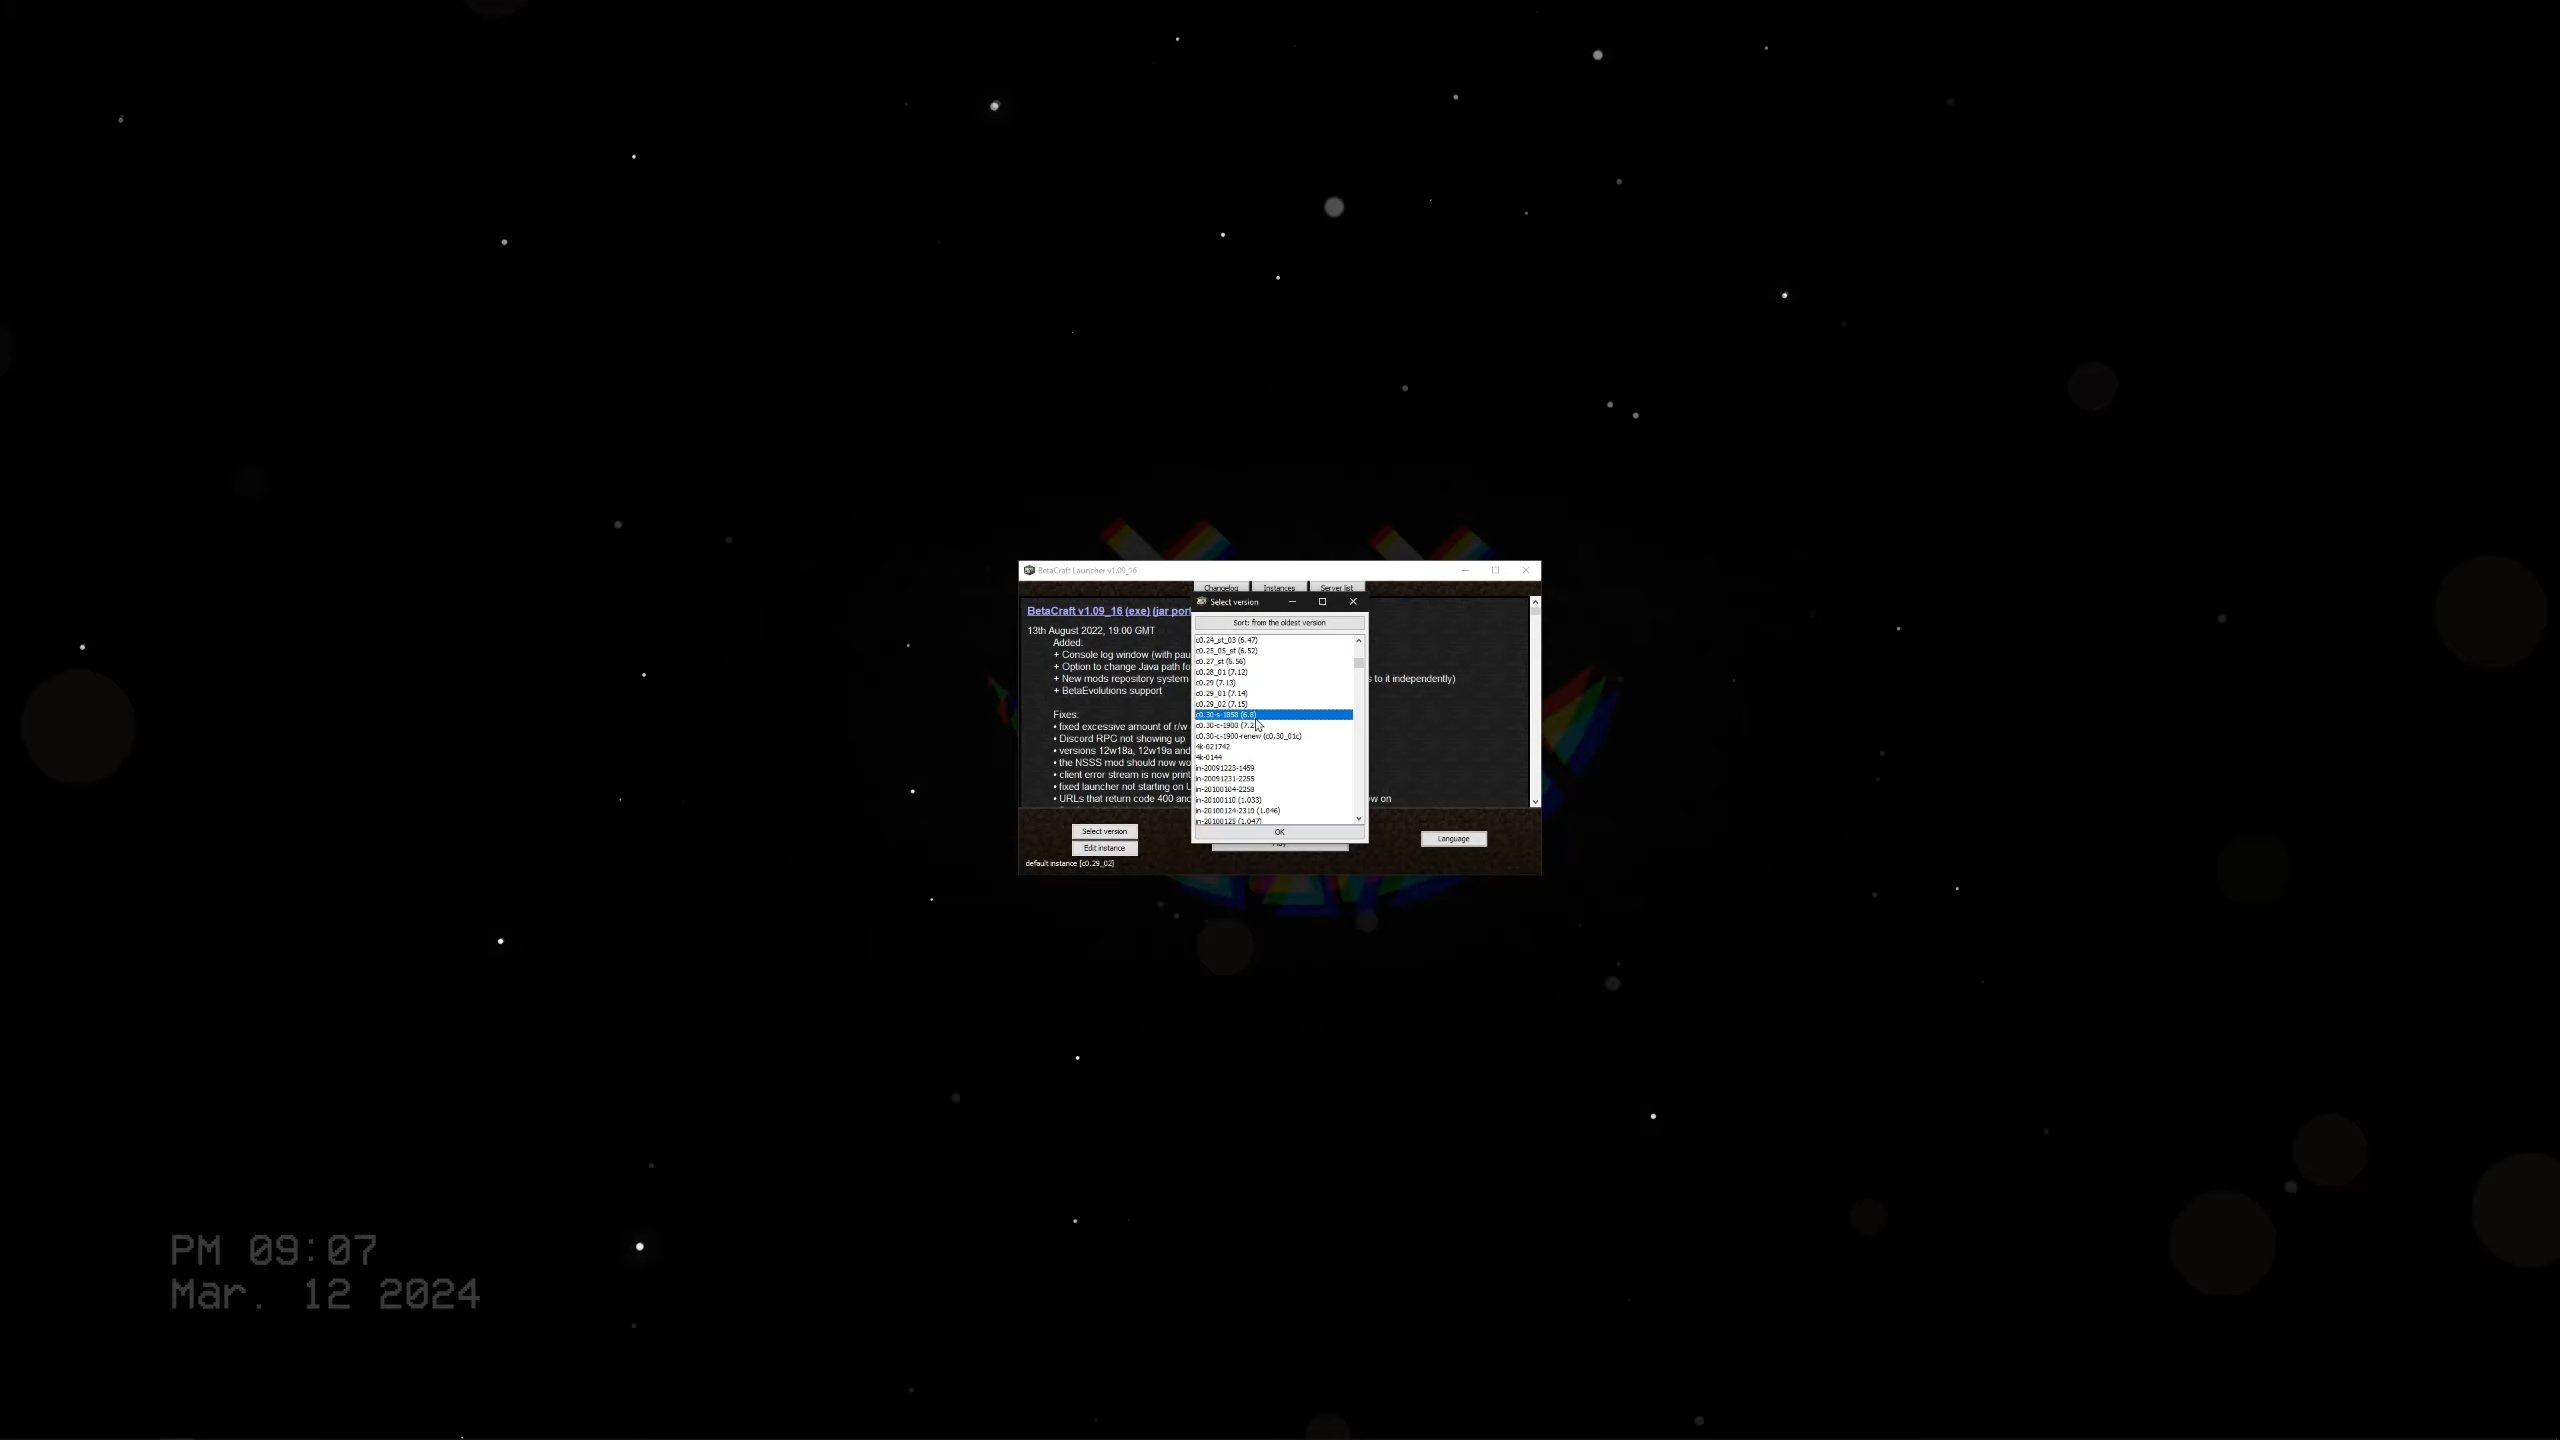 BetaCraft Launcher v1.09_16
Changelog Instances Server list
BetaCraft v1.09_16 (exe) (jar port
13th August 2022, 19:00 GMT
Added:
+ Console log window (with pau
+ Option to change Java path fo
+ New mods repository system
s to it independently)
+ BetaEvolutions support
Fixes:
• fixed excessive amount of r/w
• Discord RPC not showing up
• versions 12w18a, 12w19a and
• the NSSS mod should now wo
• client error stream is now print
• fixed launcher not starting on
• URLs that return code 400 and
ow on
Select version
Sort: from the oldest version
c0.24_st_03 (6.47)
c0.25_05_st (6.52)
c0.27_st (6.56)
c0.28_01 (7.12)
c0.29 (7.13)
c0.29_01 (7.14)
c0.29_02 (7.15)
c0.30-s-1858 (6.8)
c0.30-c-1900 (7.2
c0.30-c-1900-renew (c0.30_01c)
4k-021742
4k-0144
in-20091223-1459
in-20091231-2255
in-20100104-2258
in-20100110 (1.033)
in-20100124-2310 (1.046)
in-20100125 (1.047)
OK
Select version
Edit instance
default instance [c0.29_02]
Play
Language
PM 09:07
Mar. 12 2024